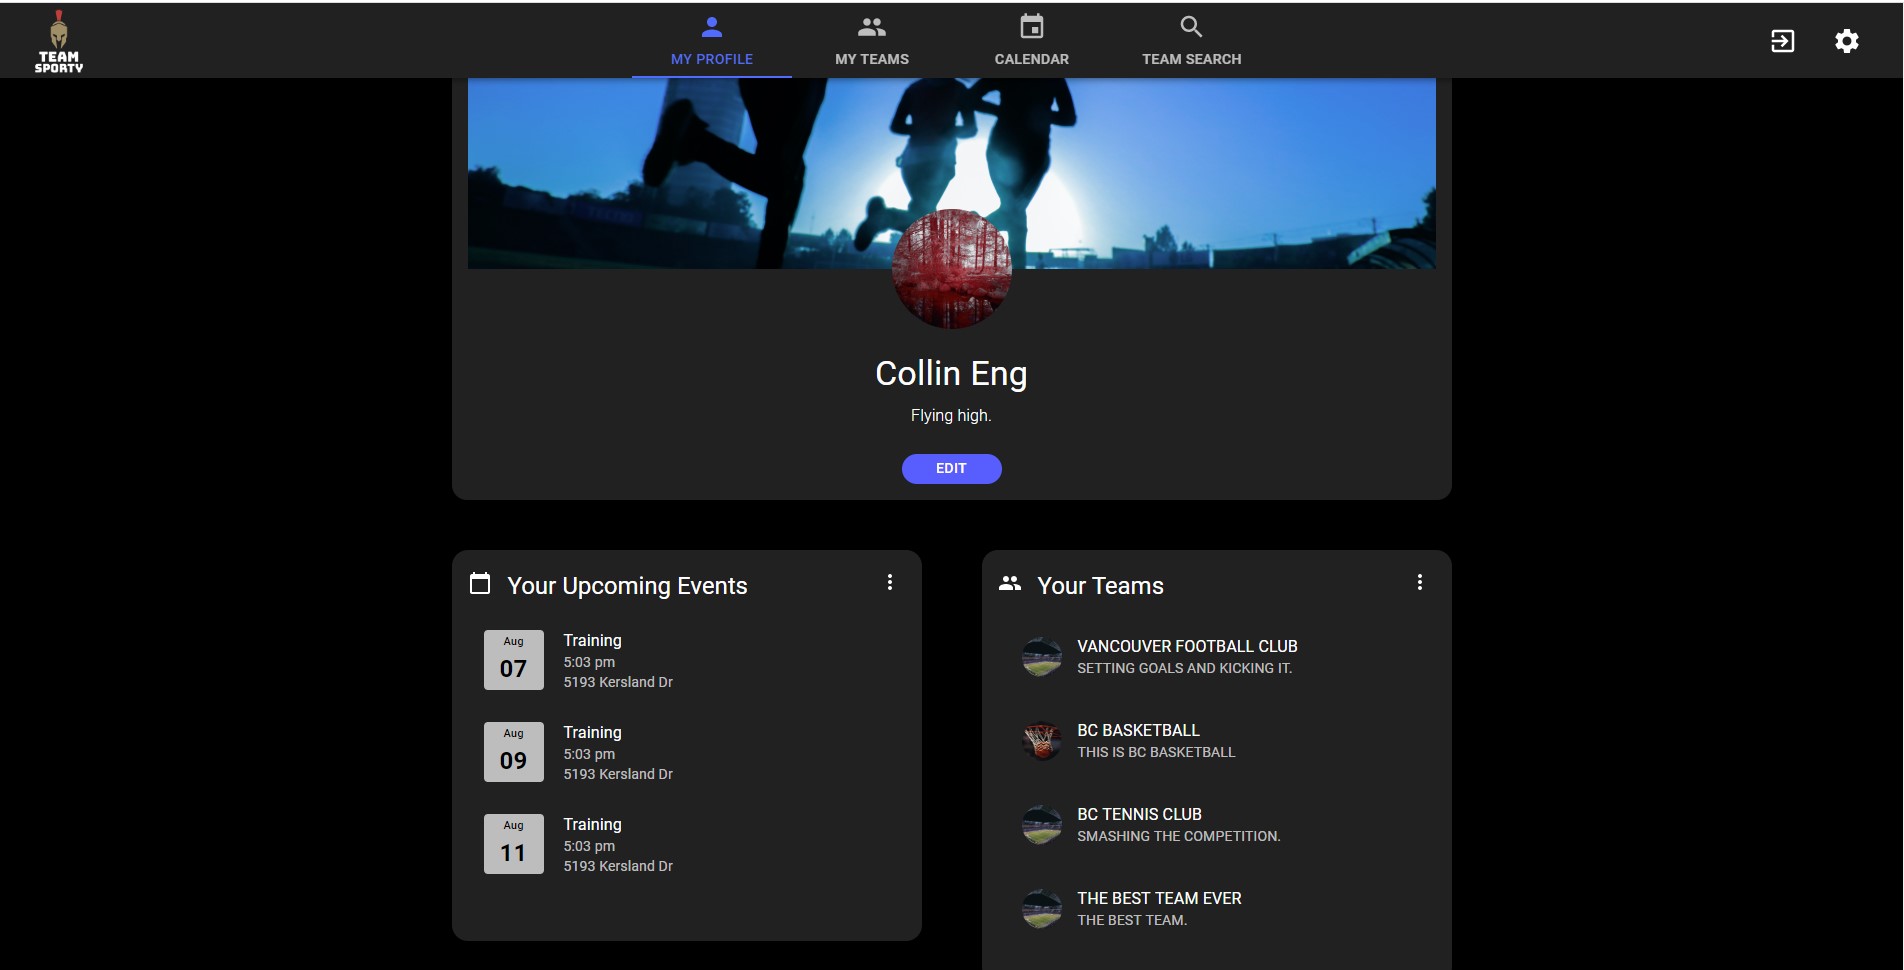 TEAM
SPORTY
MY PROFILE
MY TEAMS
CALENDAR
TEAM SEARCH
Collin Eng
Flying high.
EDIT
Your Upcoming Events
Aug
07
Training
5:03 pm
5193 Kersland Dr
Aug
09
Training
5:03 pm
5193 Kersland Dr
Aug
11
Training
5:03 pm
5193 Kersland Dr
Your Teams
VANCOUVER FOOTBALL CLUB
SETTING GOALS AND KICKING IT.
BC BASKETBALL
THIS IS BC BASKETBALL
BC TENNIS CLUB
SMASHING THE COMPETITION.
THE BEST TEAM EVER
THE BEST TEAM.